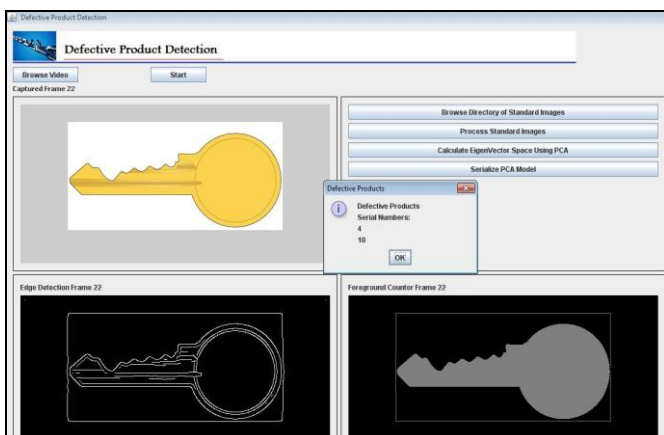 Defective Product Detection
Defective Product Detection
Browse Video
Start
Captured Frame 22
Browse Directory of Standard Images
Process Standard Images
Calculate EigenVector Space Using PCA
Serialize PCA Model
Defective Products
Defective Products
Serial Numbers:
4
10
OK
Edge Detection Frame 22
Foreground Counter Frame 22